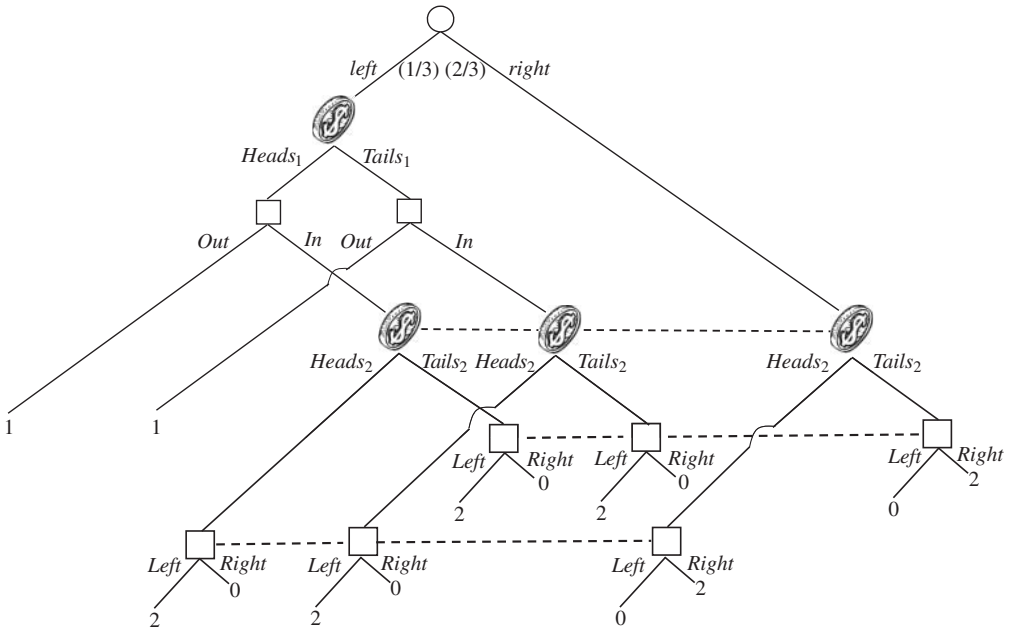 left (1/3) (2/3) right
Heads1 Tails1
Out In Out In
Heads2 Tails2 Heads2 Tails2 Heads2 Tails2
1 1
Left Right Left Right Left Right
0 0 2
2 2 0
Left Right Left Right Left Right
0 0 2
2 2 0